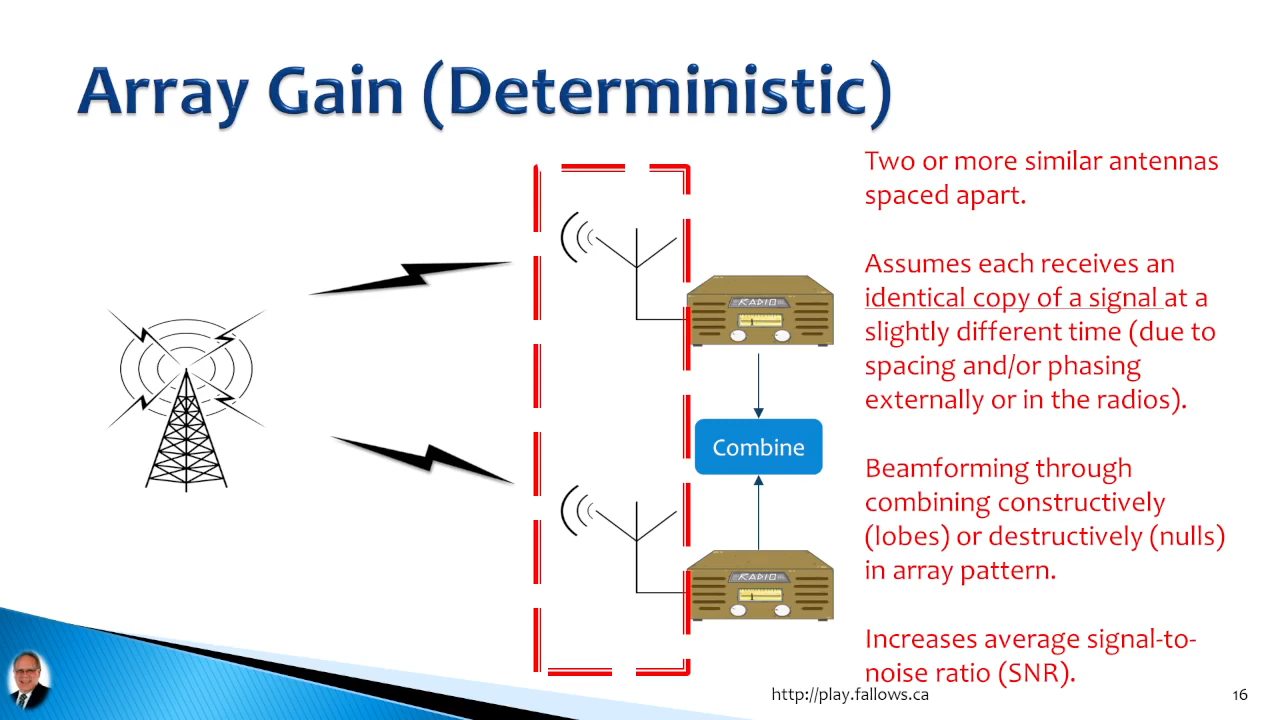 Array Gain (Deterministic)
Two or more similar antennas
spaced apart.
Assumes each receives an
identical copy of a signal at a
slightly different time (due to
spacing and/or phasing
externally or in the radios).
Beamforming through
combining constructively
(lobes) or destructively (nulls)
in array pattern.
Increases average signal-to-
noise ratio (SNR).
RADIO
Combine
RADIO
http://play.fallows.ca
16